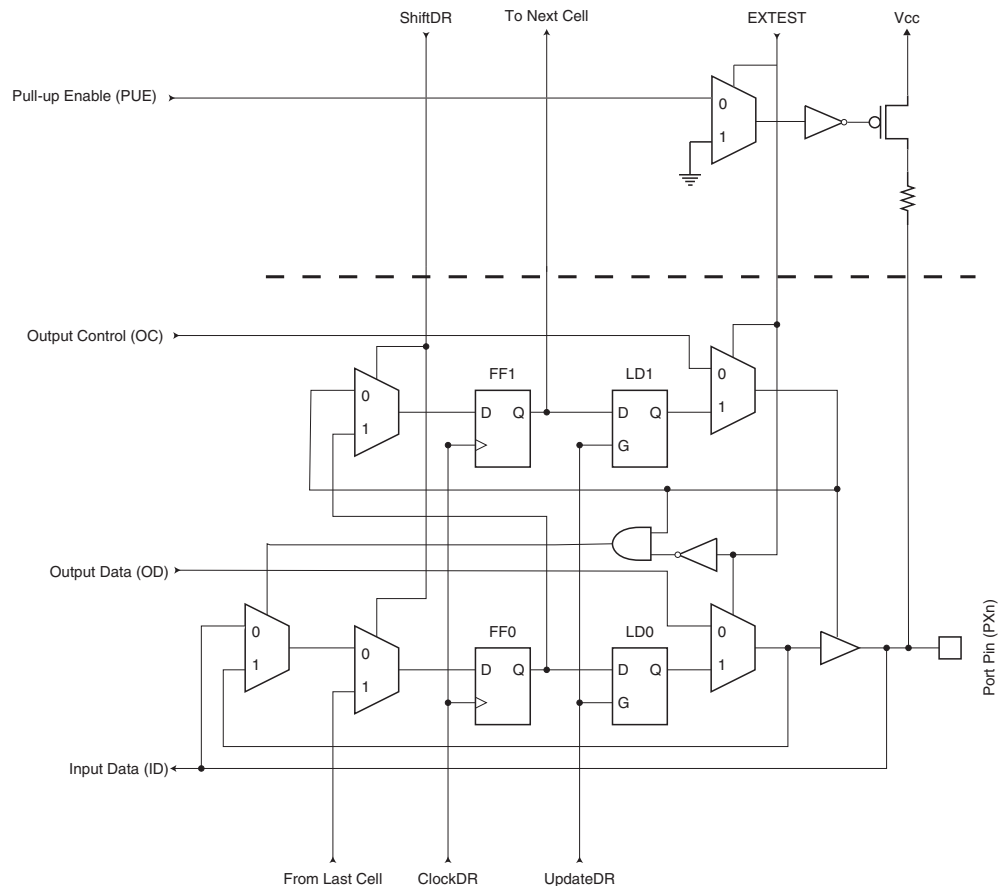 ShiftDR
To Next Cell
EXTEST
Vcc
Pull-up Enable (PUE)
0
1
Output Control (OC)
FF1
LD1
0
1
D Q
D Q
G
0
1
Output Data (OD)
Port Pin (PXn)
FF0
LD0
0
1
0
1
D Q
D Q
G
0
1
Input Data (ID)
From Last Cell
ClockDR
UpdateDR